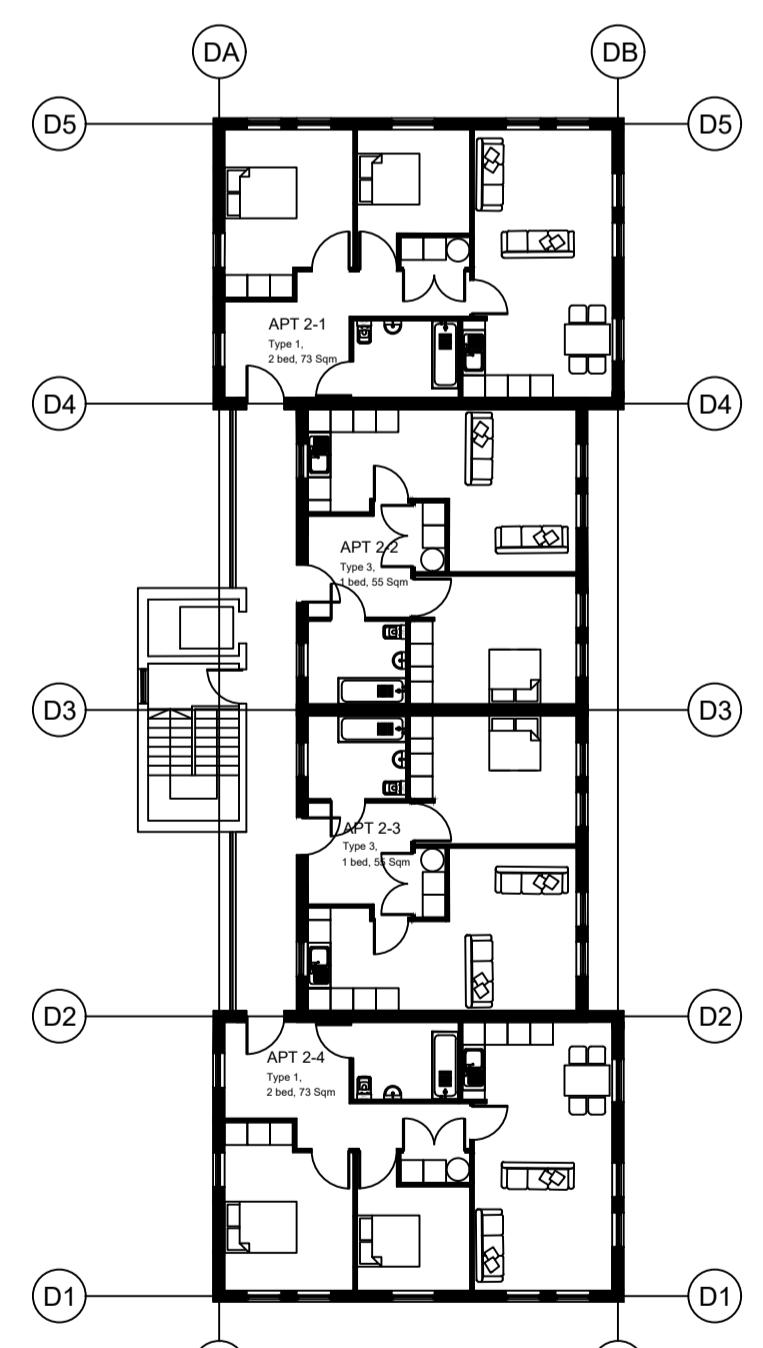 DA DB
D5 D5
APT 2-1
Type 1,
2 bed, 73 Sqm
D4 D4
APT 2-2
Type 3,
1 bed, 55 Sqm
D3 D3
APT 2-3
Type 3,
1 bed, 55 Sqm
D2 D2
APT 2-4
Type 1,
2 bed, 73 Sqm
D1 D1